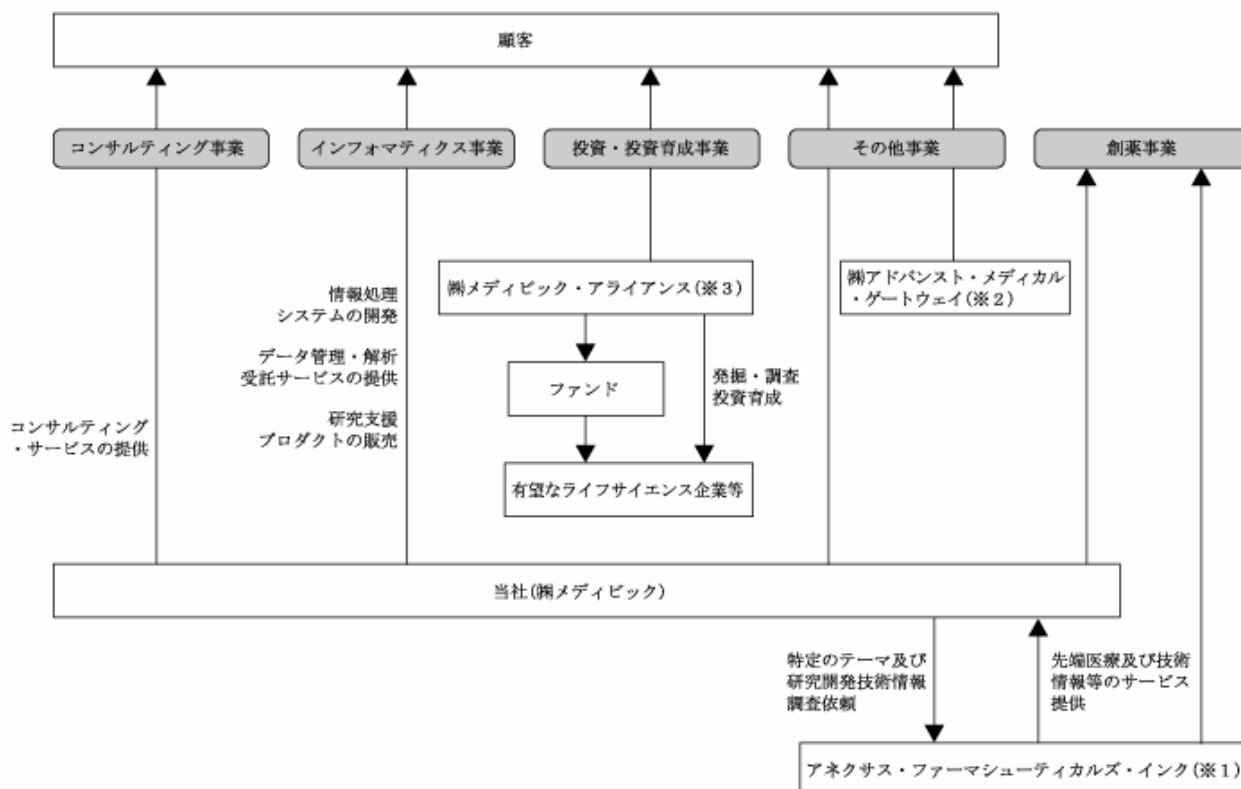 顧客
コンサルティング事業
インフォマティクス事業
投資・投資育成事業
その他事業
創薬事業
㈱メディビック・アライアンス(※3)
㈱アドバンスト・メディカル
・ゲートウェイ(※2)
情報処理
システムの開発
データ管理・解析
受託サービスの提供
研究支援
プロダクトの販売
ファンド
発掘・調査
投資育成
コンサルティング
・サービスの提供
有望なライフサイエンス企業等
当社(㈱メディビック)
特定のテーマ及び
研究開発技術情報
調査依頼
先端医療及び技術
情報等のサービス
提供
アネクサス・ファーマシューティカルズ・インク(※1)